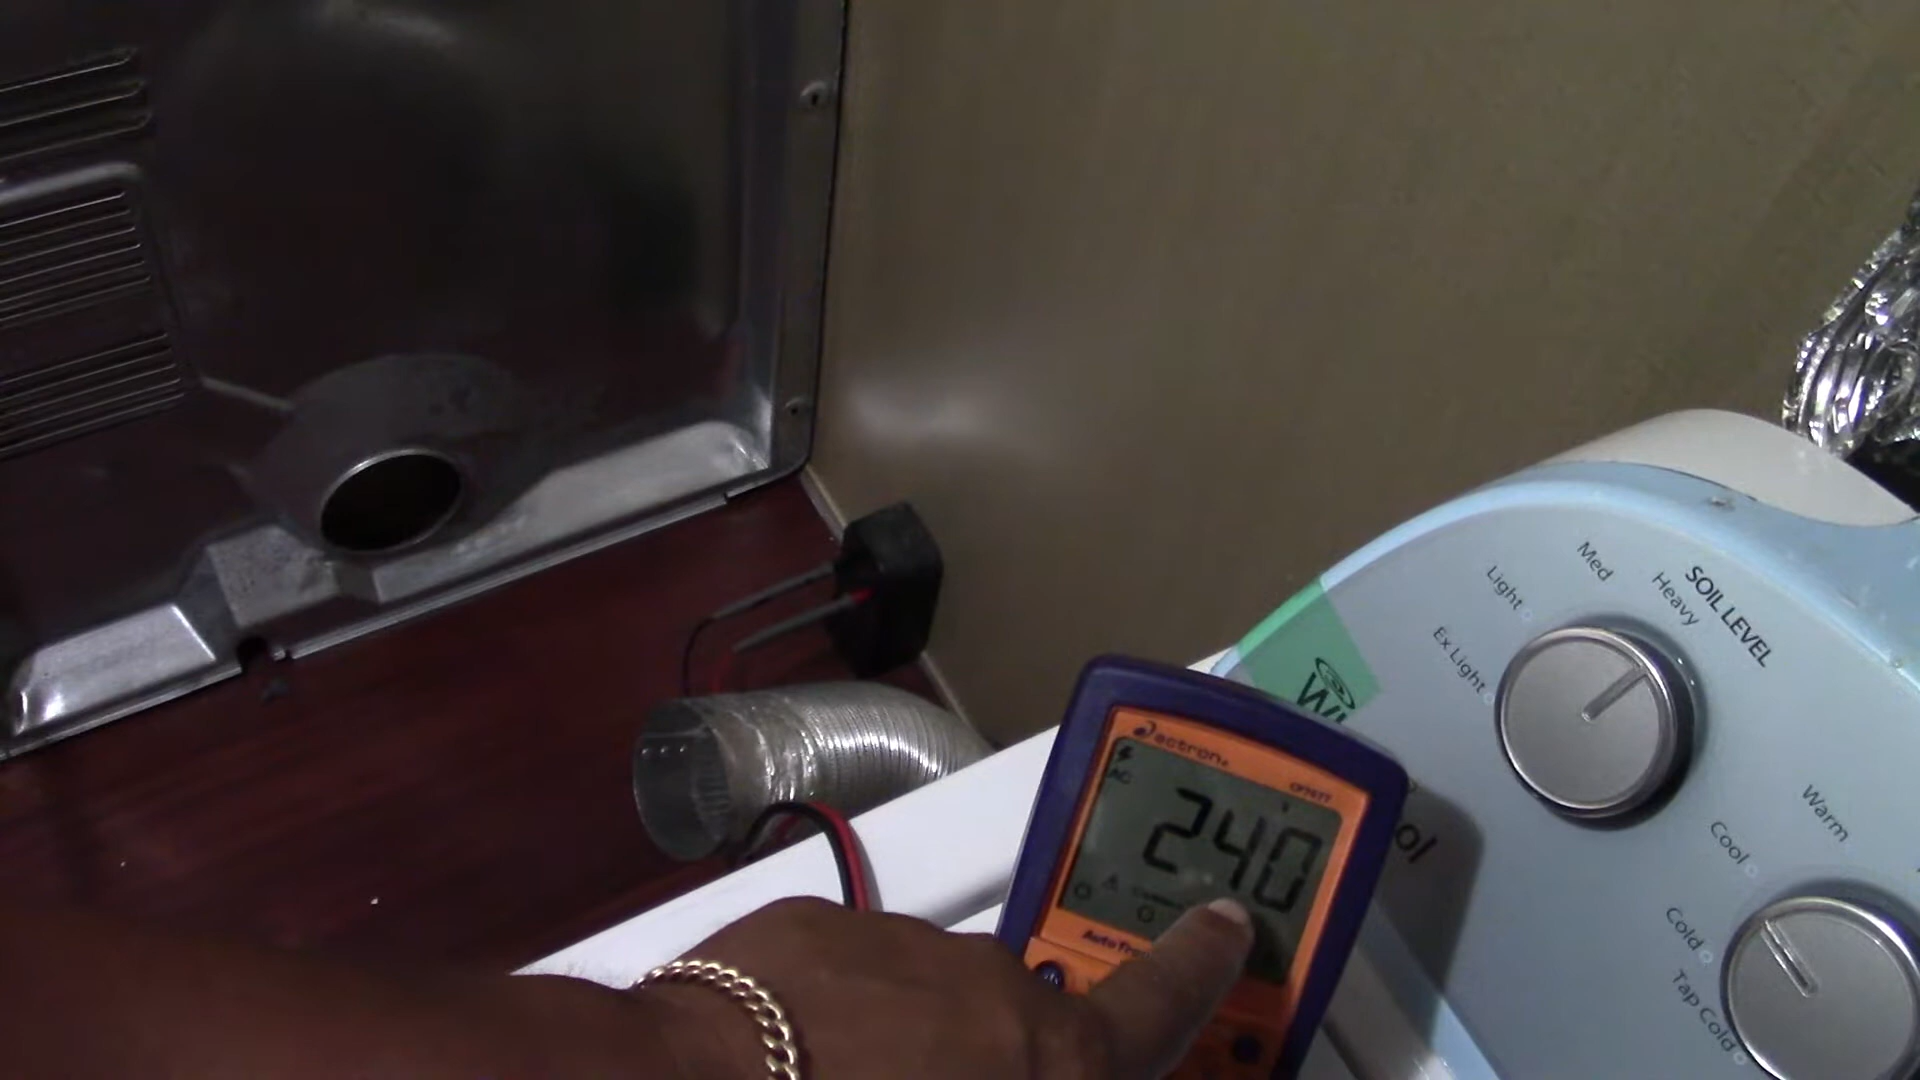 SOIL LEVEL
Ex Light
Light
Med
Heavy
Warm
Cool
Cold
Tap Cold
actron
AC
V
240